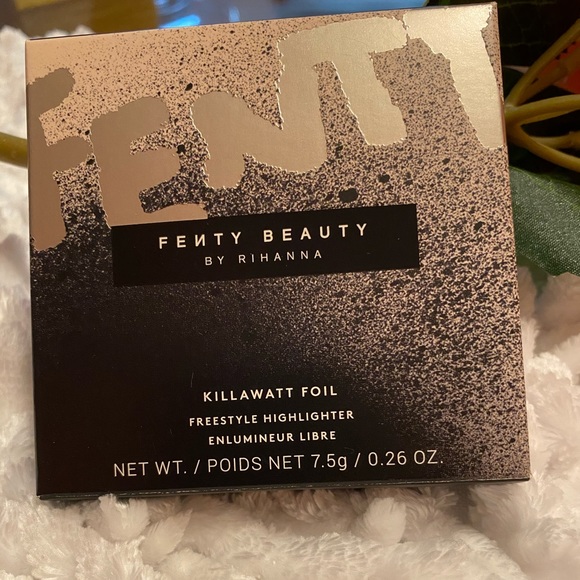 FENTY
FEИTY BEAUTY
BY RIHANNA
KILLAWATT FOIL
FREESTYLE HIGHLIGHTER
ENLUMINEUR LIBRE
NET WT. / POIDS NET 7.5g / 0.26 OZ.